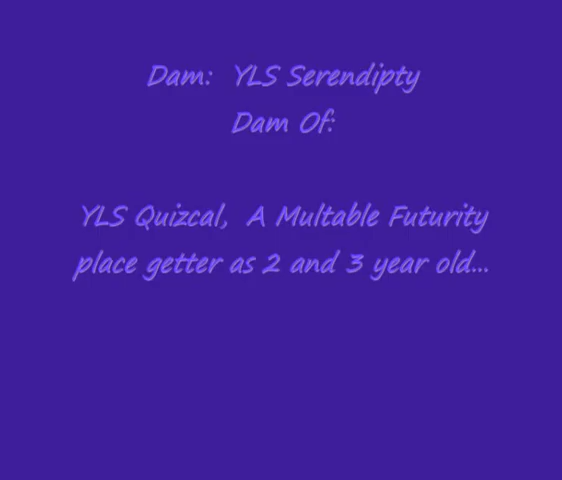 Dam:  YLS Serendipty
Dam Of:
YLS Quizcal,  A Multable Futurity
place getter as 2 and 3 year old...